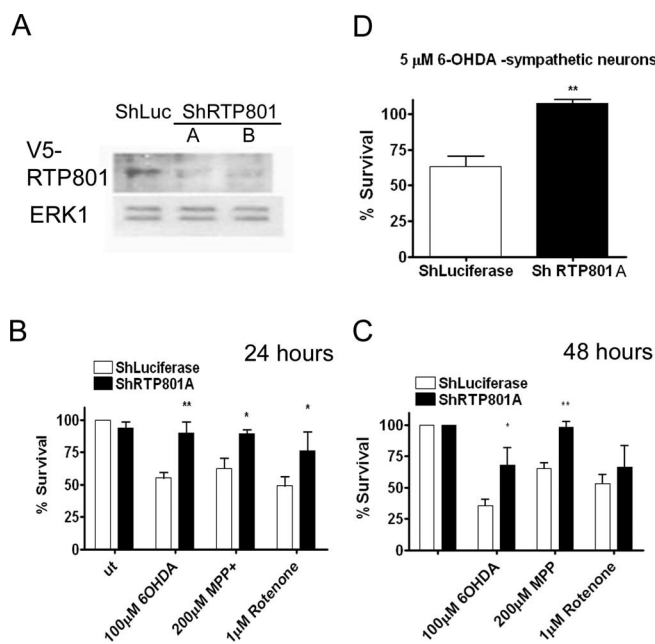 A
ShLuc ShRTP801
A B
V5-
RTP801
ERK1
D
5 μM 6-OHDA -sympathetic neurons
**
% Survival
100
75
50
25
0
ShLuciferase Sh RTP801A
B
24 hours
ShLuciferase
ShRTP801A
** * *
% Survival
100
75
50
25
0
ut 100μM 6OHDA 200μM MPP+ 1μM Rotenone
C
48 hours
ShLuciferase
ShRTP801A
* **
% Survival
100
75
50
25
0
100μM 6OHDA 200μM MPP 1μM Rotenone